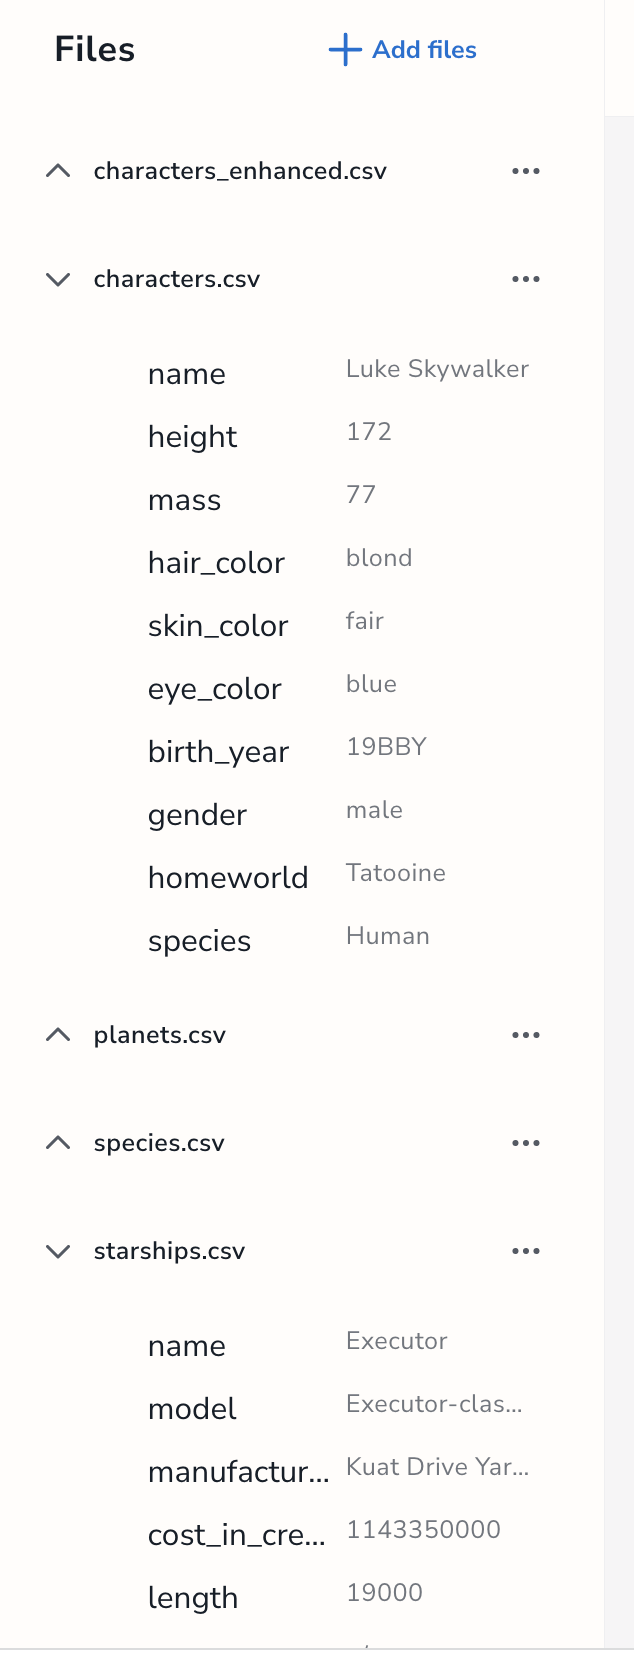 Files
Add files
characters_enhanced.csv
characters.csv
name Luke Skywalker
height 172
mass 77
hair_color blond
skin_color fair
eye_color blue
birth_year 19BBY
gender male
homeworld Tatooine
species Human
planets.csv
species.csv
starships.csv
name Executor
model Executor-clas...
manufactur... Kuat Drive Yar...
cost_in_cre... 1143350000
length 19000